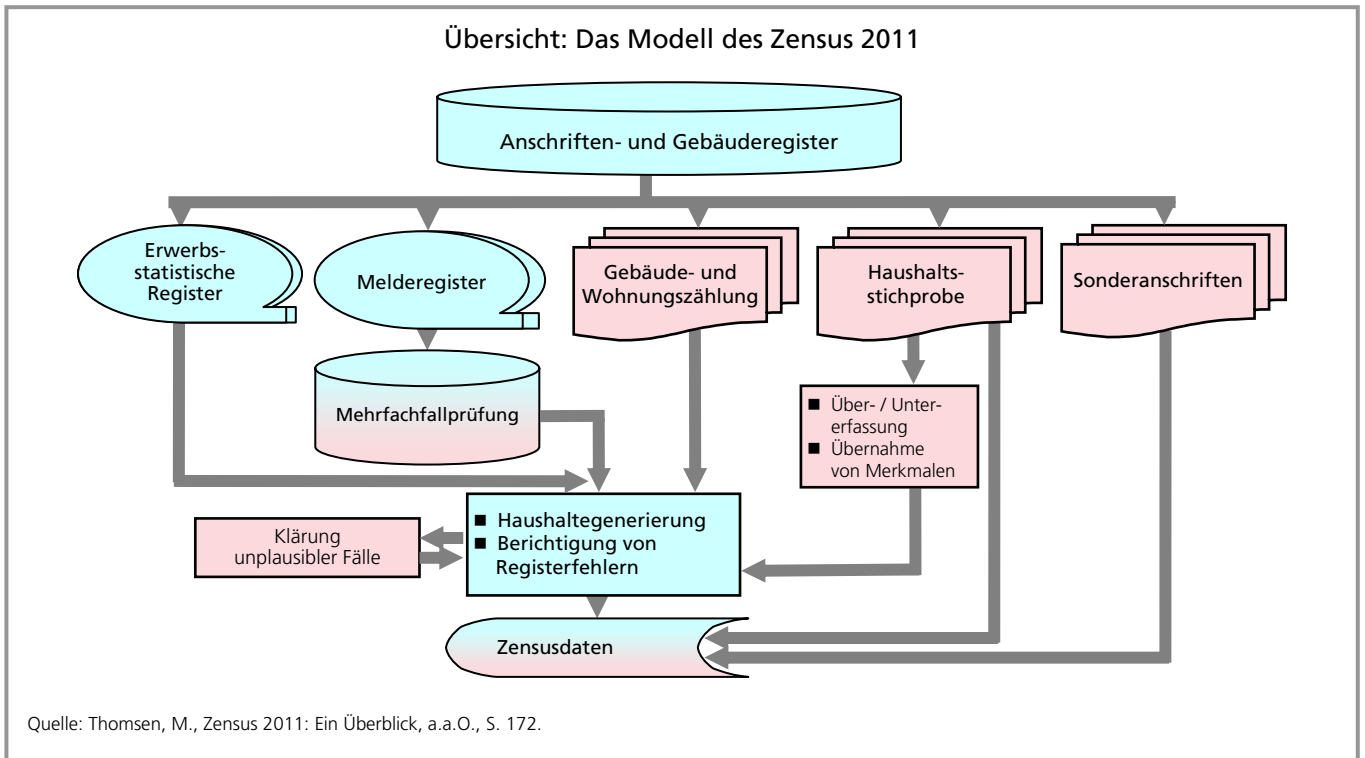 Übersicht: Das Modell des Zensus 2011
Anschriften- und Gebäuderegister
Erwerbs-
statistische
Register
Melderegister
Gebäude- und
Wohnungszählung
Haushalts-
stichprobe
Sonderanschriften
Mehrfachfallprüfung
■ Über- / Unter-
erfassung
■ Übernahme
von Merkmalen
Klärung
unplausibler Fälle
■ Haushaltegenerierung
■ Berichtigung von
Registerfehlern
Zensusdaten
Quelle: Thomsen, M., Zensus 2011: Ein Überblick, a.a.O., S. 172.